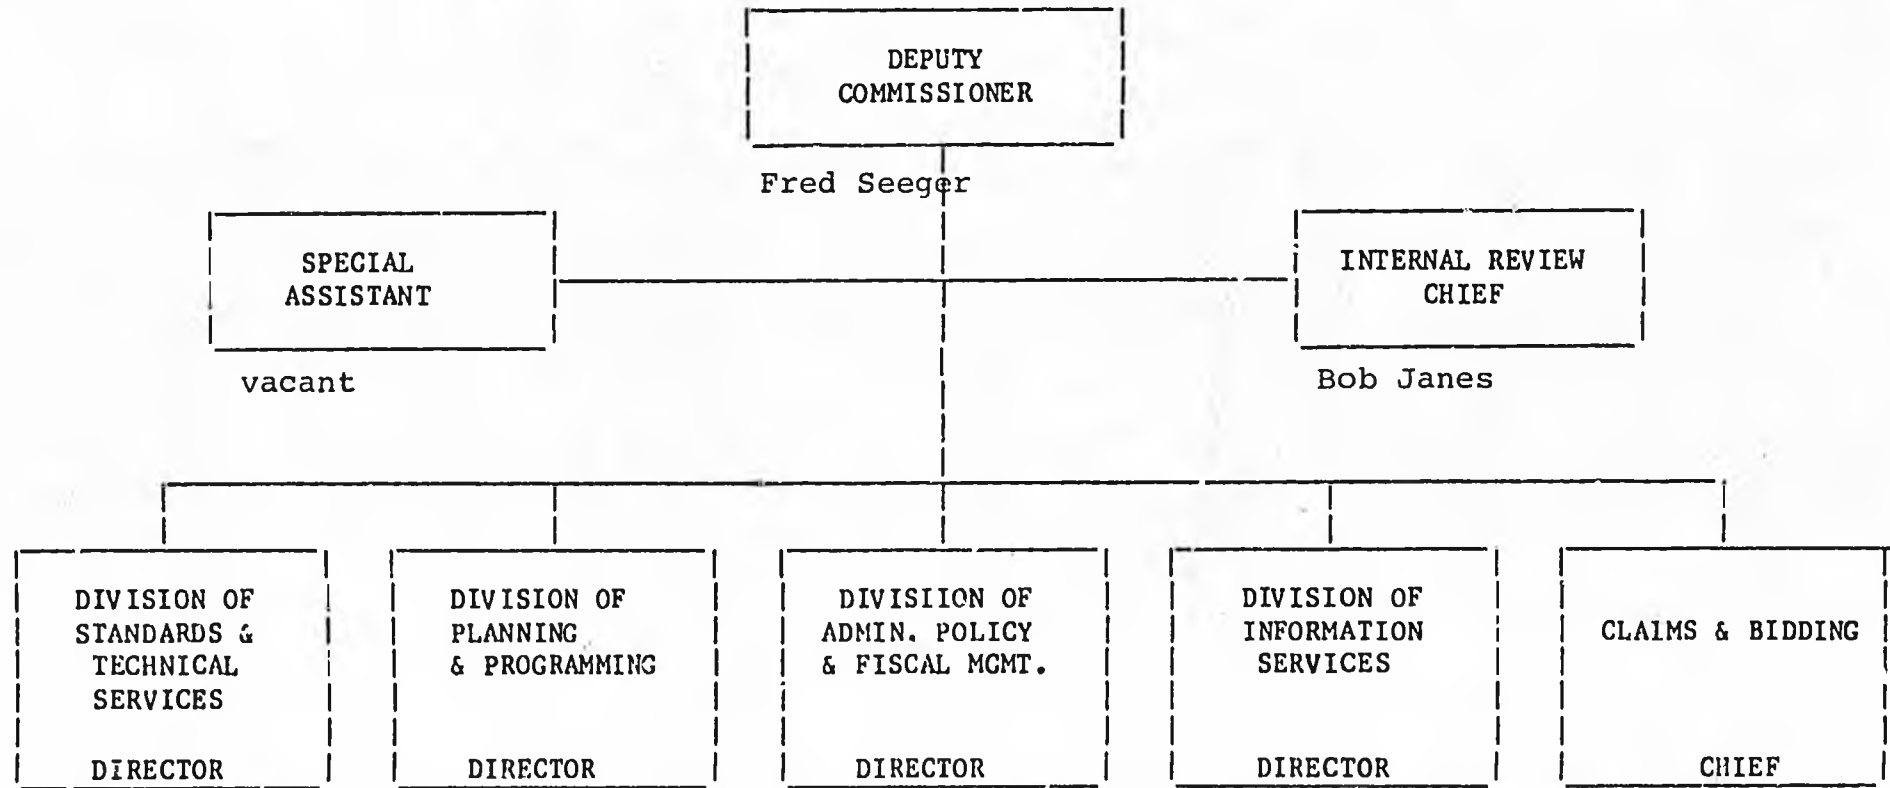 DEPUTY
COMMISSIONER
Fred Seeger
SPECIAL
ASSISTANT
INTERNAL REVIEW
CHIEF
vacant
Bob Janes
DIVISION OF
STANDARDS &
TECHNICAL
SERVICES
DIRECTOR
DIVISION OF
PLANNING
& PROGRAMMING
DIRECTOR
DIVISIION OF
ADMIN. POLICY
& FISCAL MGMT.
DIRECTOR
DIVISION OF
INFORMATION
SERVICES
DIRECTOR
CLAIMS & BIDDING
CHIEF